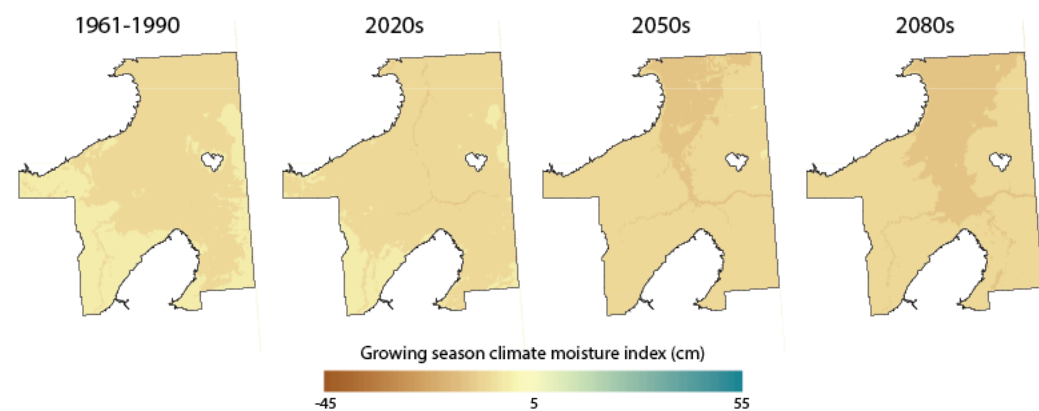 1961-1990 2020s 2050s 2080s
Growing season climate moisture index (cm)
-45 5 55